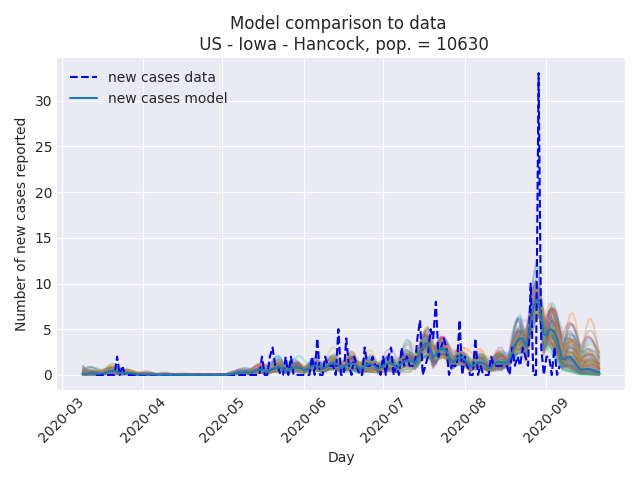 Model comparison to data
US - Iowa - Hancock, pop. = 10630
new cases data
new cases model
Number of new cases reported
30
25
20
15
10
5
0
2020-03
2020-04
2020-05
2020-06
2020-07
2020-08
2020-09
Day